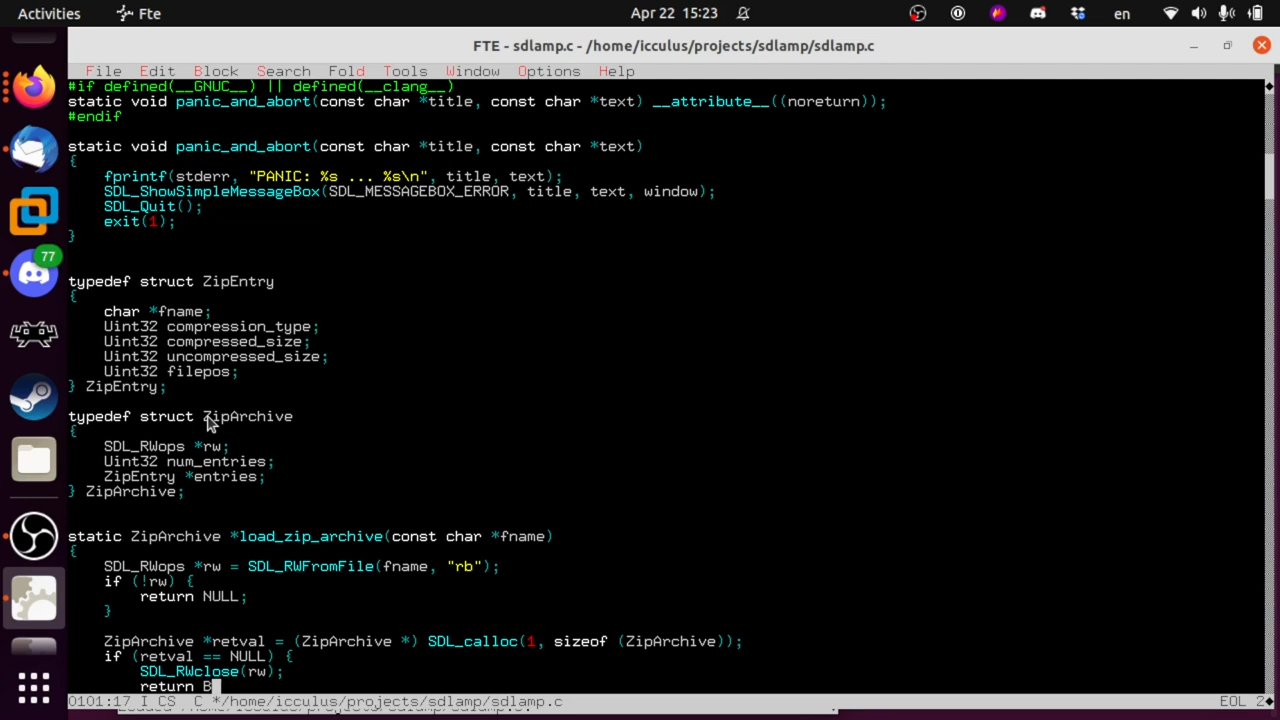 Activities
Fte
Apr 22 15:23
en
FTE - sdlamp.c - /home/icculus/projects/sdlamp/sdlamp.c
File Edit Block Search Fold Tools Window Options Help
#if defined(__GNUC__) || defined(__clang__)
static void panic_and_abort(const char *title, const char *text) __attribute__((noreturn));
#endif
static void panic_and_abort(const char *title, const char *text)
{
fprintf(stderr, "PANIC: %s ... %s\n", title, text);
SDL_ShowSimpleMessageBox(SDL_MESSAGEBOX_ERROR, title, text, window);
SDL_Quit();
exit(1);
}
77
typedef struct ZipEntry
{
char *fname;
Uint32 compression_type;
Uint32 compressed_size;
Uint32 uncompressed_size;
Uint32 filepos;
} ZipEntry;
typedef struct ZipArchive
{
SDL_RWops *rw;
Uint32 num_entries;
ZipEntry *entries;
} ZipArchive;
static ZipArchive *load_zip_archive(const char *fname)
{
SDL_RWops *rw = SDL_RWFromFile(fname, "rb");
if (!rw) {
return NULL;
}
ZipArchive *retval = (ZipArchive *) SDL_calloc(1, sizeof (ZipArchive));
if (retval == NULL) {
SDL_RWclose(rw);
return B
0101:17 I CS C */home/icculus/projects/sdlamp/sdlamp.c
EOL 2